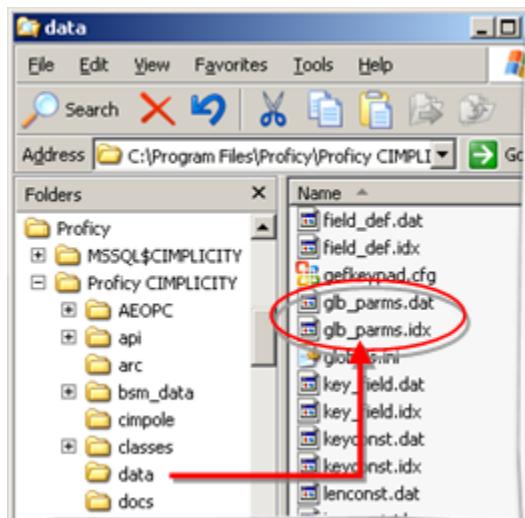 data
File Edit View Favorites Tools Help
Search
Address C:\Program Files\Proficy\Proficy CIMPLI Go
Folders
Proficy
MSSQL$CIMPLICITY
Proficy CIMPLICITY
AEOPC
api
arc
bsm_data
cimpole
classes
data
docs
Name
field_def.dat
field_def.idx
gefkeypad.cfg
glb_parms.dat
glb_parms.idx
key_field.dat
key_field.idx
keyconst.dat
keyconst.idx
lenconst.dat